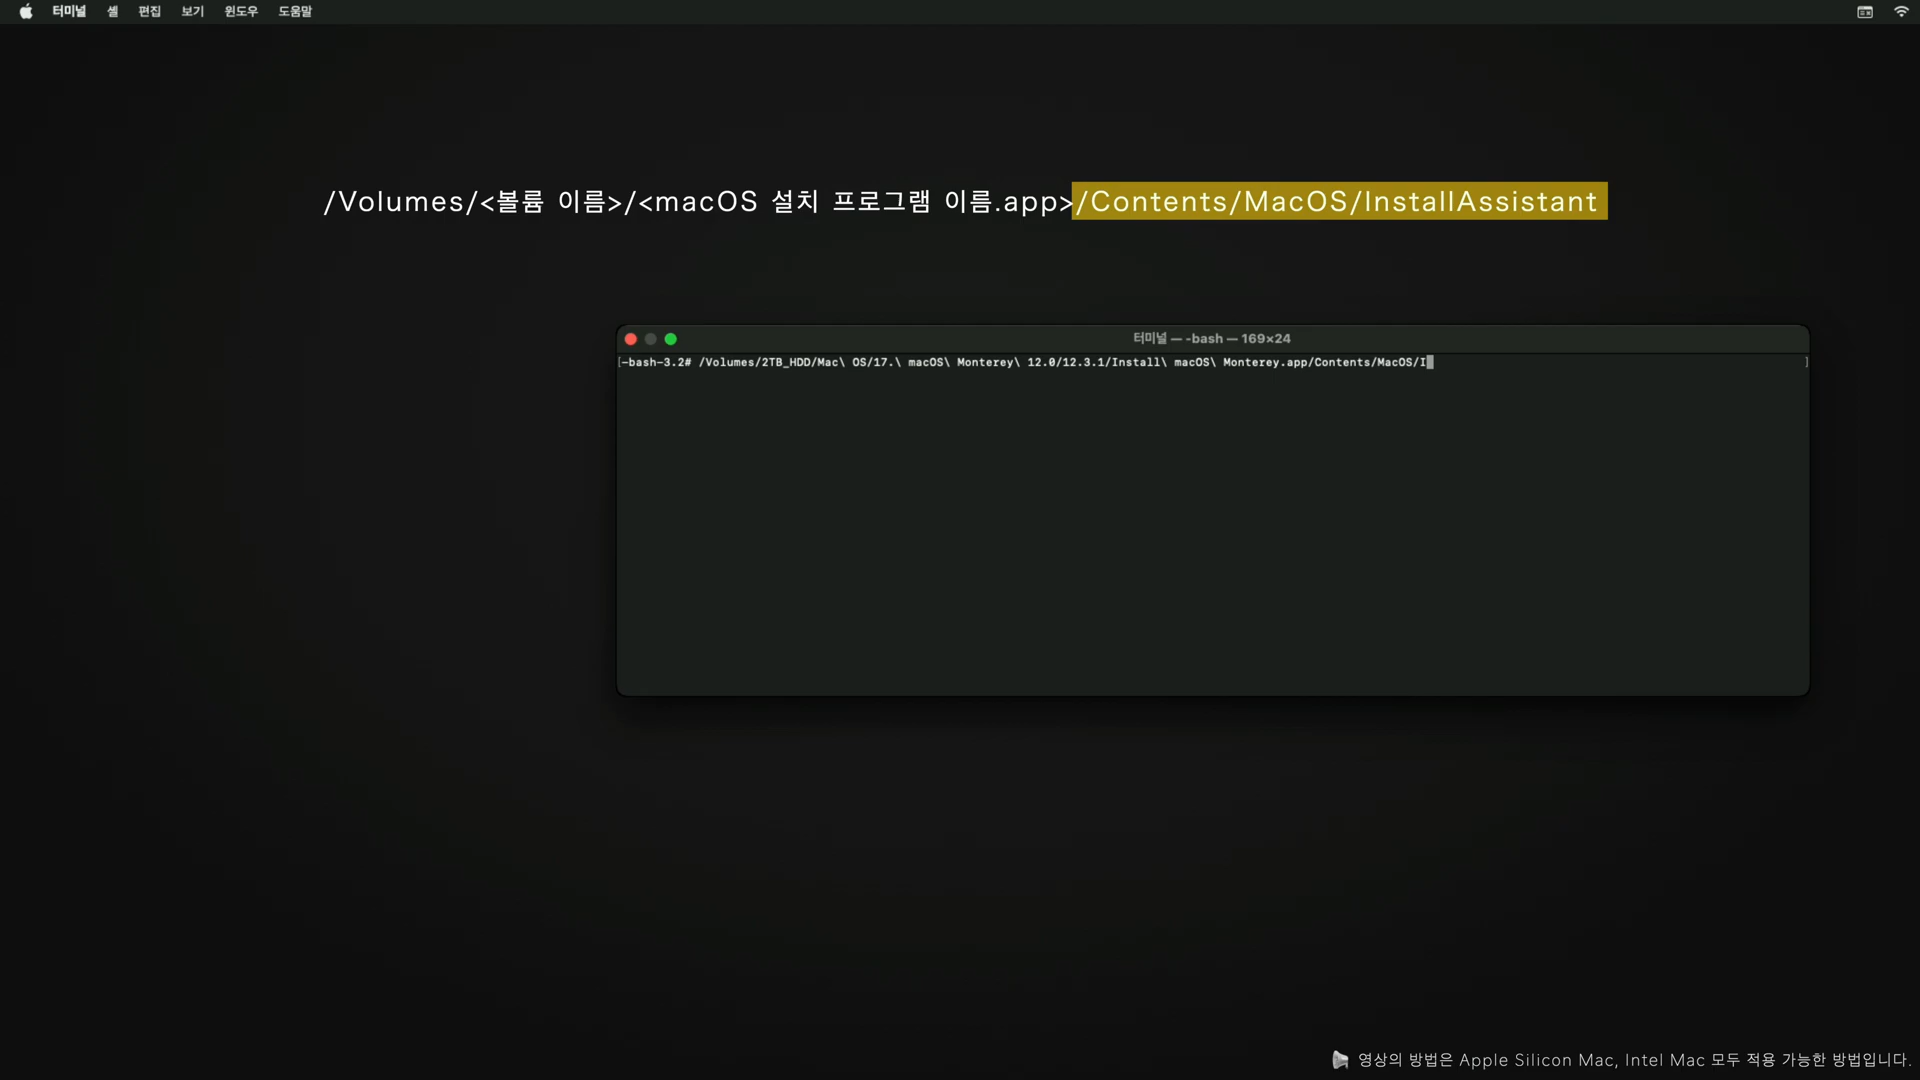 터미널 셸 편집 보기 윈도우 도움말
/Volumes/<볼륨 이름>/<macOS 설치 프로그램 이름.app>/Contents/MacOS/InstallAssistant
터미널 — -bash — 169×24
[-bash-3.2# /Volumes/2TB_HDD/Mac\ OS/17.\ macOS\ Monterey\ 12.0/12.3.1/Install\ macOS\ Monterey.app/Contents/MacOS/I ]
영상의 방법은 Apple Silicon Mac, Intel Mac 모두 적용 가능한 방법입니다.